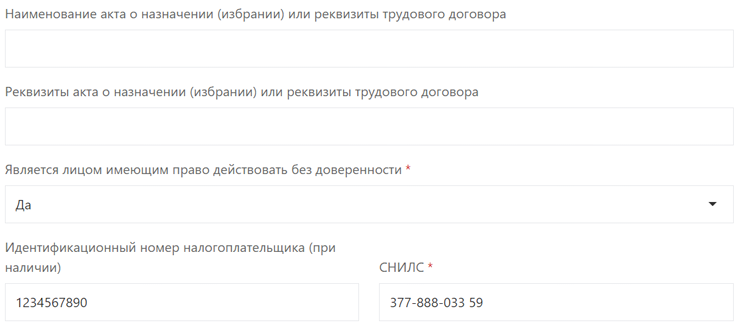 Наименование акта о назначении (избрании) или реквизиты трудового договора
Реквизиты акта о назначении (избрании) или реквизиты трудового договора
Является лицом имеющим право действовать без доверенности *
Да
Идентификационный номер налогоплательщика (при
наличии)
СНИЛС *
1234567890
377-888-033 59